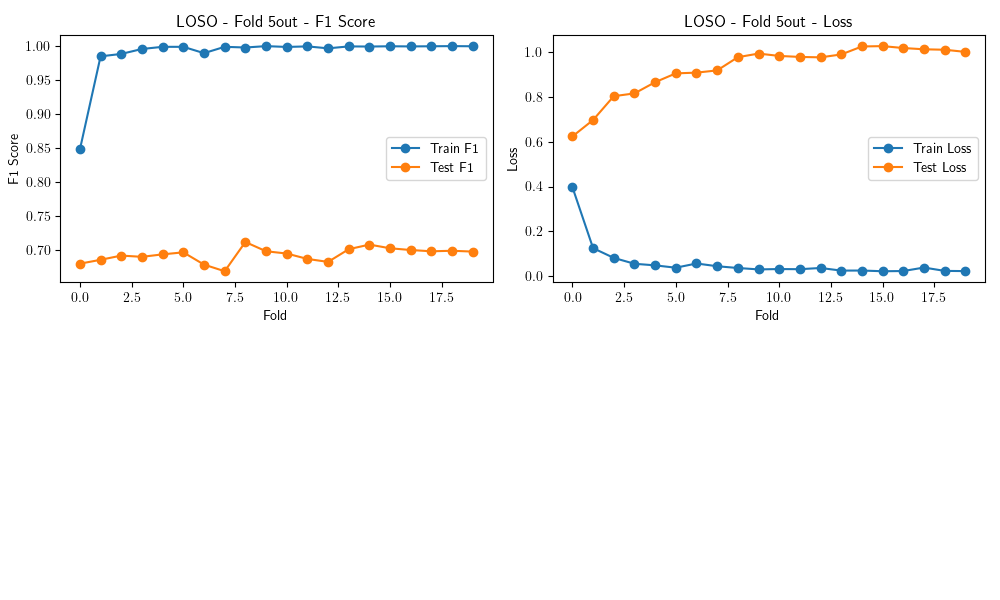 LOSO - Fold 5out - F1 Score
1.00
0.95
0.90
0.85
0.80
0.75
0.70
F1 Score
Train F1
Test F1
0.0 2.5 5.0 7.5 10.0 12.5 15.0 17.5
Fold
LOSO - Fold 5out - Loss
1.0
0.8
0.6
0.4
0.2
0.0
Loss
Train Loss
Test Loss
0.0 2.5 5.0 7.5 10.0 12.5 15.0 17.5
Fold